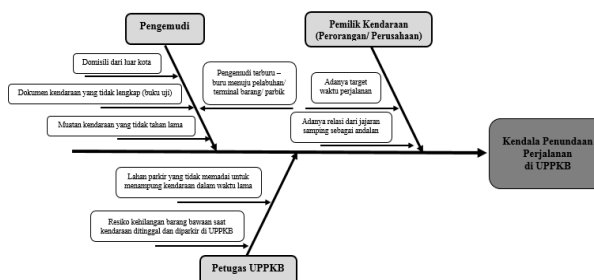 Pengemudi
Pemilik Kendaraan
(Perorangan/ Perusahaan)
Domisili dari luar kota
Dokumen kendaraan yang tidak lengkap (buku uji)
Muatan kendaraan yang tidak tahan lama
Pengemudi terburu –
buru menuju pelabuhan/
terminal barang/ parbik
Adanya target
waktu perjalanan
Adanya relasi dari jajaran
samping sebagai andalan
Kendala Penundaan
Perjalanan
di UPPKB
Lahan parkir yang tidak memadai untuk
menampung kendaraan dalam waktu lama
Resiko kehilangan barang bawaan saat
kendaraan ditinggal dan diparkir di UPPKB
Petugas UPPKB